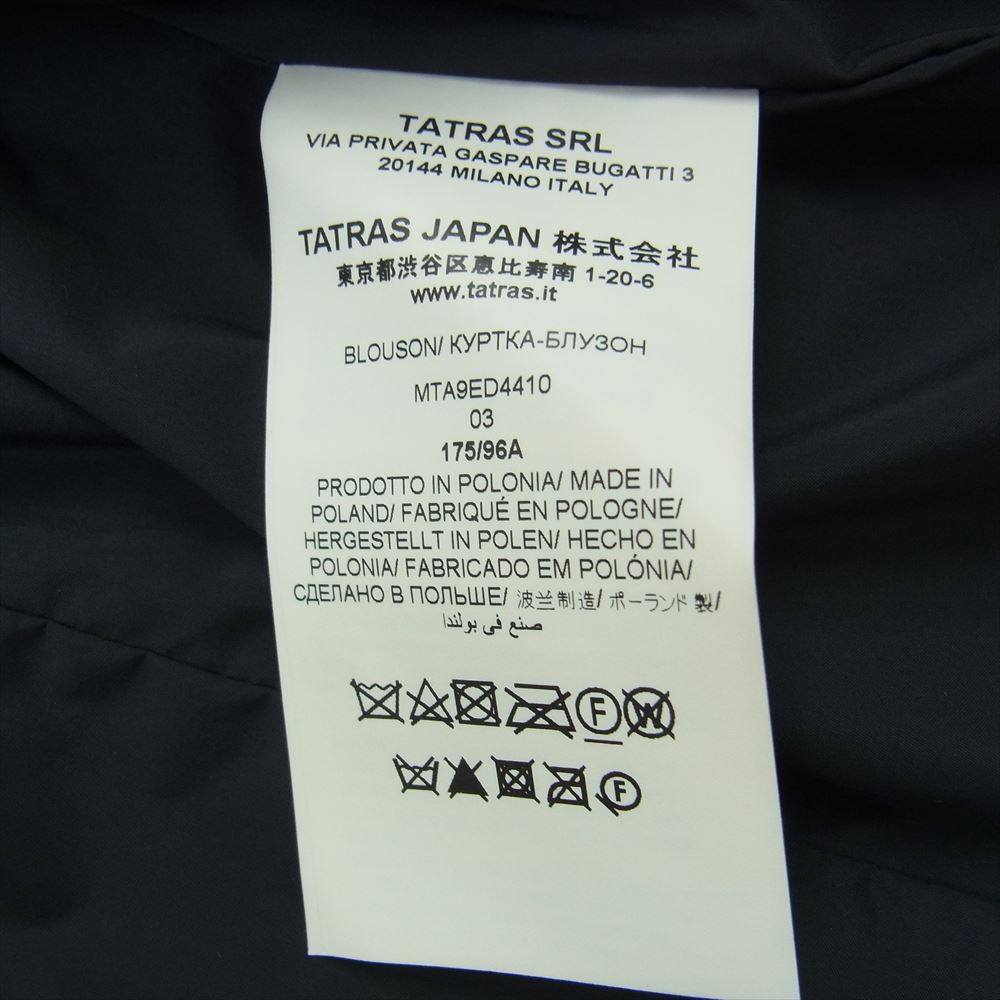 TATRAS SRL
VIA PRIVATA GASPARE BUGATTI 3
20144 MILANO ITALY
TATRAS JAPAN 株式会社
東京都渋谷区恵比寿南 1-20-6
www.tatras.it
BLOUSON/ КУРТКА-БЛУЗОН
MTA9ED4410
03
175/96A
PRODOTTO IN POLONIA/ MADE IN
POLAND/ FABRIQUÉ EN POLOGNE/
HERGESTELLT IN POLEN/ HECHO EN
POLONIA/ FABRICADO EM POLÓNIA/
СДЕЛАНО В ПОЛЬШЕ/ 波兰制造/ ポーランド 製/
صنع في بولندا
F W
F